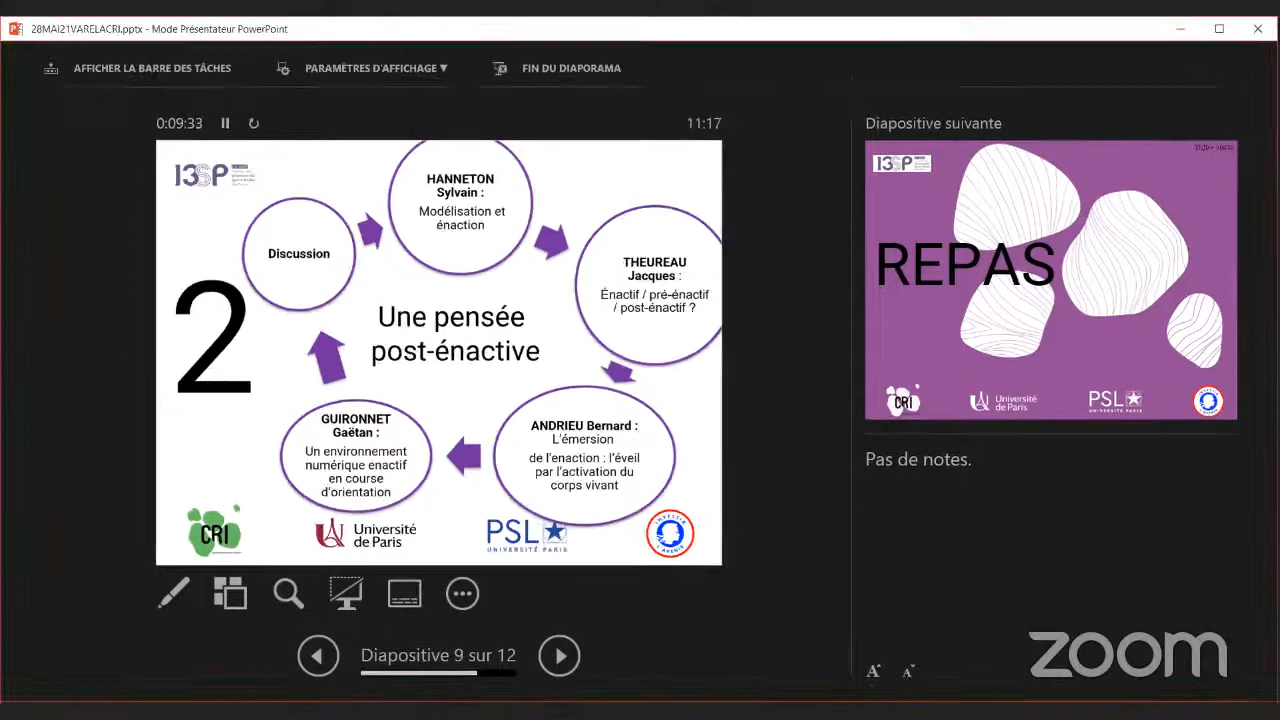 28MAI21VARELACRI.pptx - Mode Présentateur PowerPoint
AFFICHER LA BARRE DES TÂCHES
PARAMÈTRES D'AFFICHAGE ▼
FIN DU DIAPORAMA
0:09:33
11:17
I3SP
2
Discussion
HANNETON
Sylvain :
Modélisation et
énaction
THEUREAU
Jacques :
Énactif / pré-énactif
/ post-énactif ?
Une pensée
post-énactive
GUIRONNET
Gaëtan :
Un environnement
numérique enactif
en course
d'orientation
ANDRIEU Bernard :
L'émersion
de l'enaction : l'éveil
par l'activation du
corps vivant
CRI
Université
de Paris
PSL
UNIVERSITÉ PARIS
Diapositive 9 sur 12
Diapositive suivante
I3SP
REPAS
CRI
Université
de Paris
PSL
UNIVERSITÉ PARIS
Pas de notes.
A A
zoom